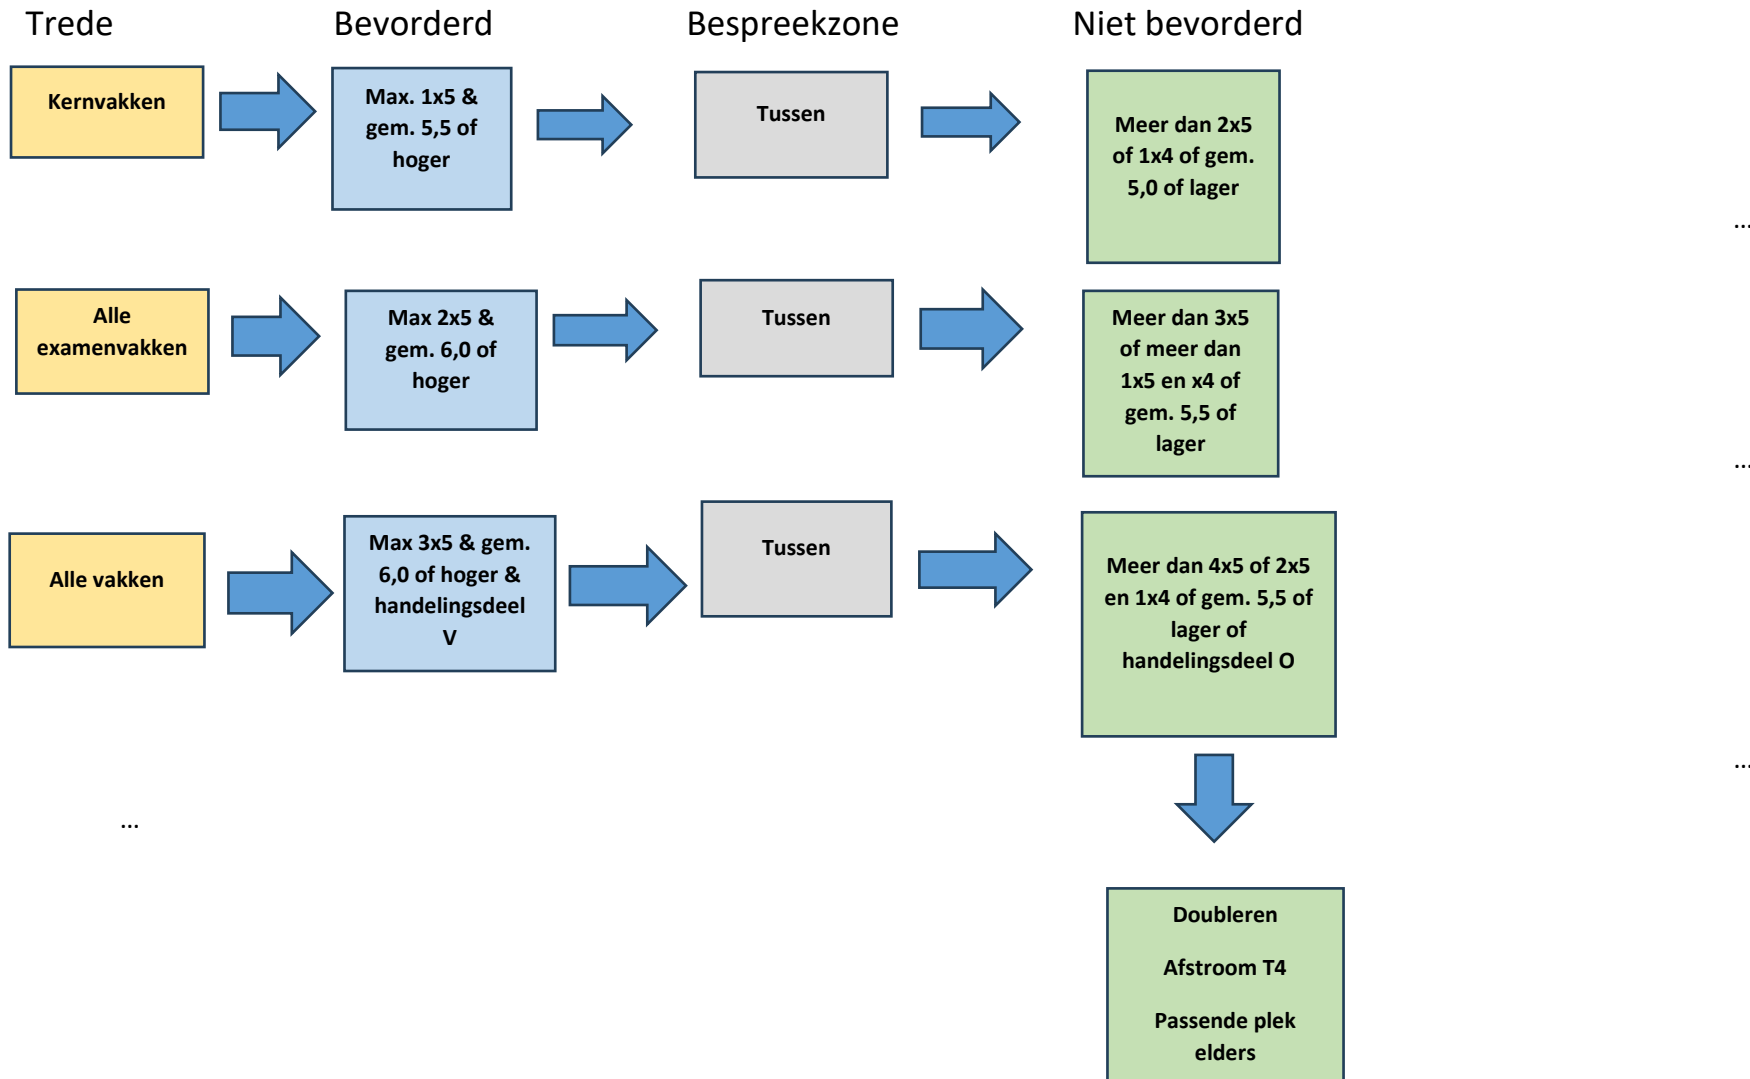 Trede
Bevorderd
Bespreekzone
Niet bevorderd
Kernvakken
Max. 1x5 &
gem. 5,5 of
hoger
Tussen
Meer dan 2x5
of 1x4 of gem.
5,0 of lager
...
Alle
examenvakken
Max 2x5 &
gem. 6,0 of
hoger
Tussen
Meer dan 3x5
of meer dan
1x5 en x4 of
gem. 5,5 of
lager
...
Alle vakken
Max 3x5 & gem.
6,0 of hoger &
handelingsdeel
V
Tussen
Meer dan 4x5 of 2x5
en 1x4 of gem. 5,5 of
lager of
handelingsdeel O
...
...
Doubleren
Afstroom T4
Passende plek
elders